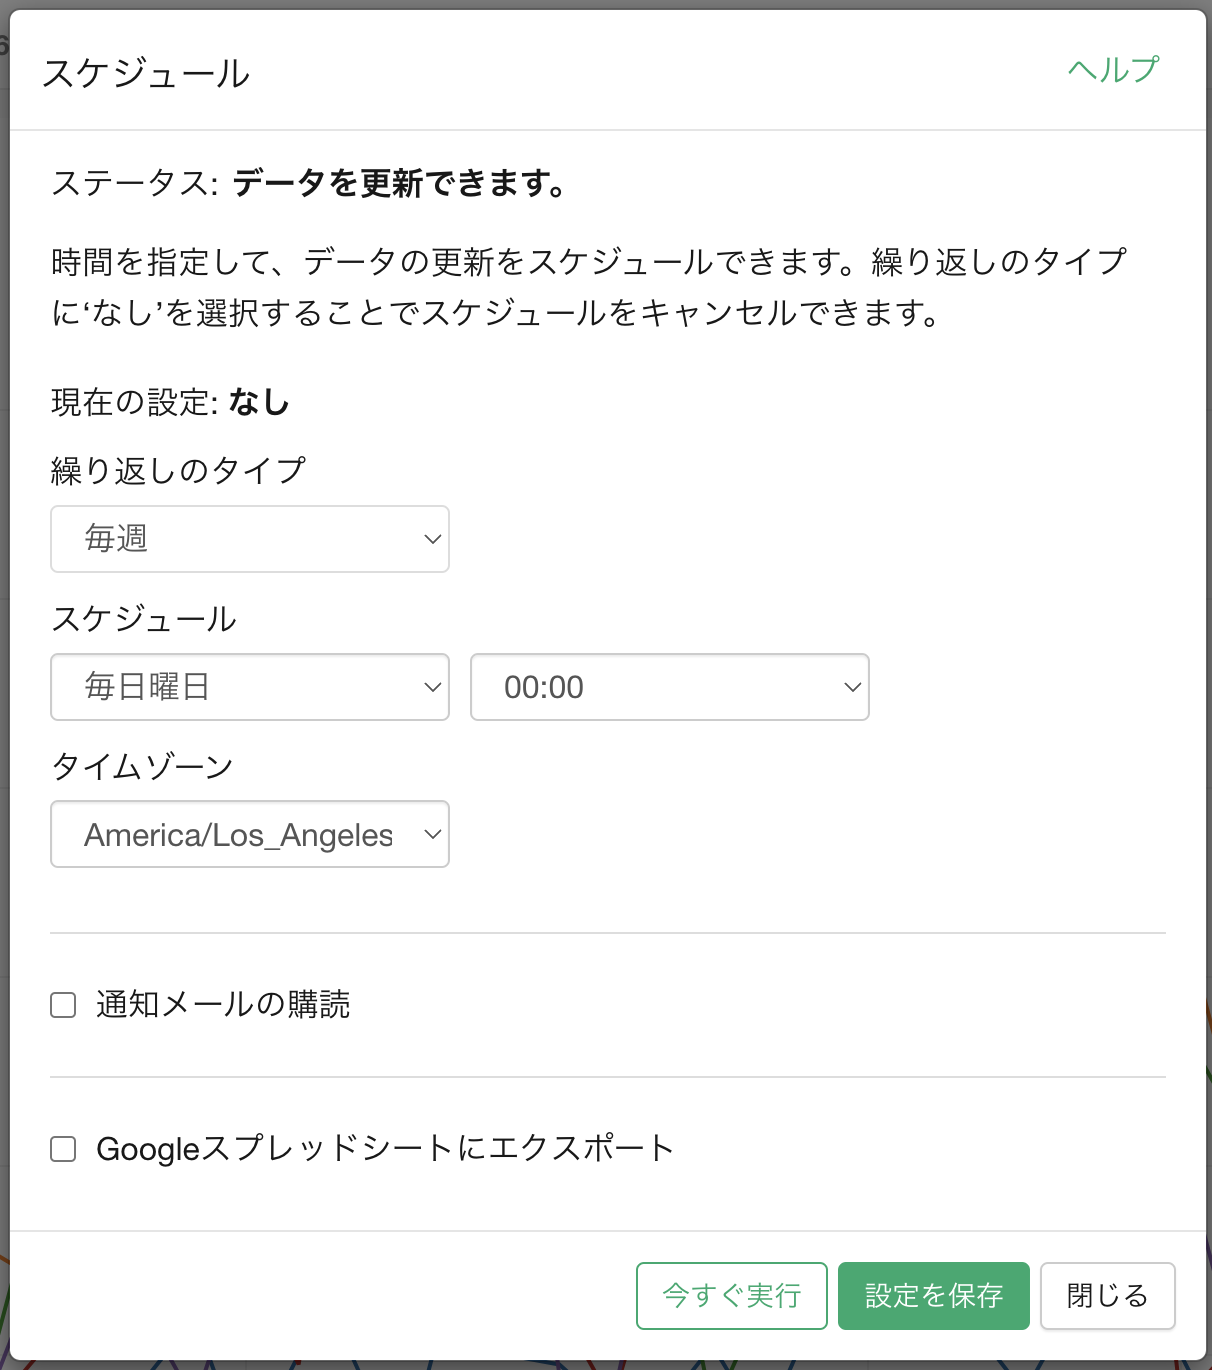 スケジュール
ヘルプ
ステータス: データを更新できます。
時間を指定して、データの更新をスケジュールできます。繰り返しのタイプ
に‘なし’を選択することでスケジュールをキャンセルできます。
現在の設定: なし
繰り返しのタイプ
毎週
スケジュール
毎日曜日
00:00
タイムゾーン
America/Los_Angeles
通知メールの購読
Googleスプレッドシートにエクスポート
今すぐ実行
設定を保存
閉じる